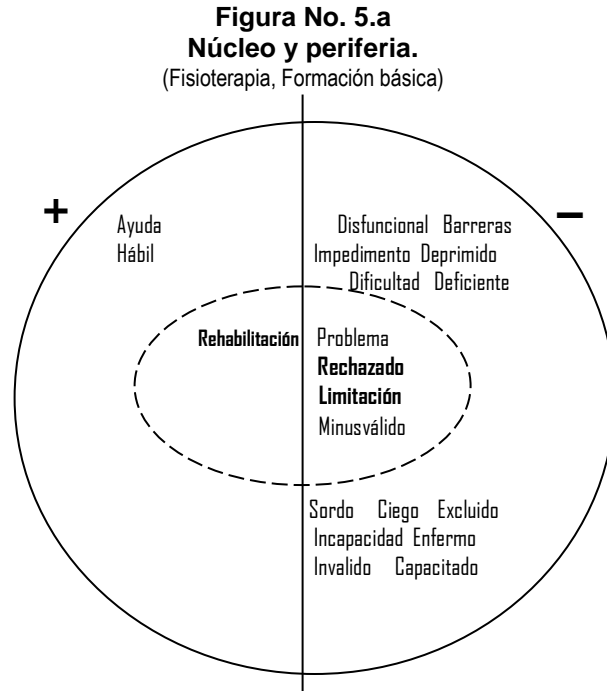 Figura No. 5.a
Núcleo y periferia.
(Fisioterapia, Formación básica)
+
–
Ayuda
Hábil
Disfuncional Barreras
Impedimento Deprimido
Dificultad Deficiente
Rehabilitación
Problema
Rechazado
Limitación
Minusválido
Sordo Ciego Excluido
Incapacidad Enfermo
Invalido Capacitado